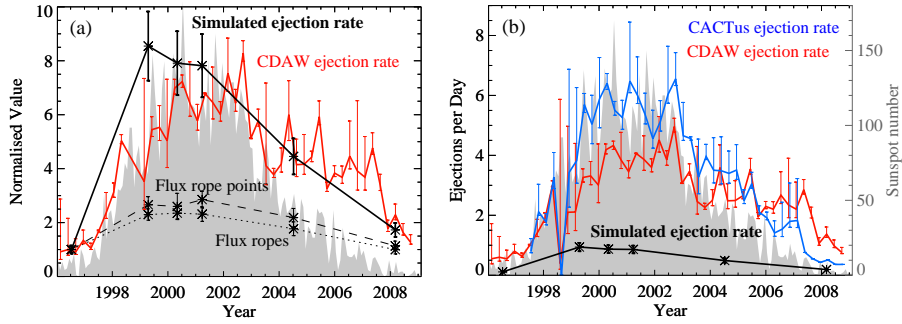 (a)
Simulated ejection rate
CDAW ejection rate
Flux rope points
Flux ropes
Normalised Value
10
8
6
4
2
0
1998 2000 2002 2004 2006 2008
Year
(b)
CACTus ejection rate
CDAW ejection rate
Simulated ejection rate
Ejections per Day
8
6
4
2
0
1998 2000 2002 2004 2006 2008
Year
150
100
50
0
Sunspot number